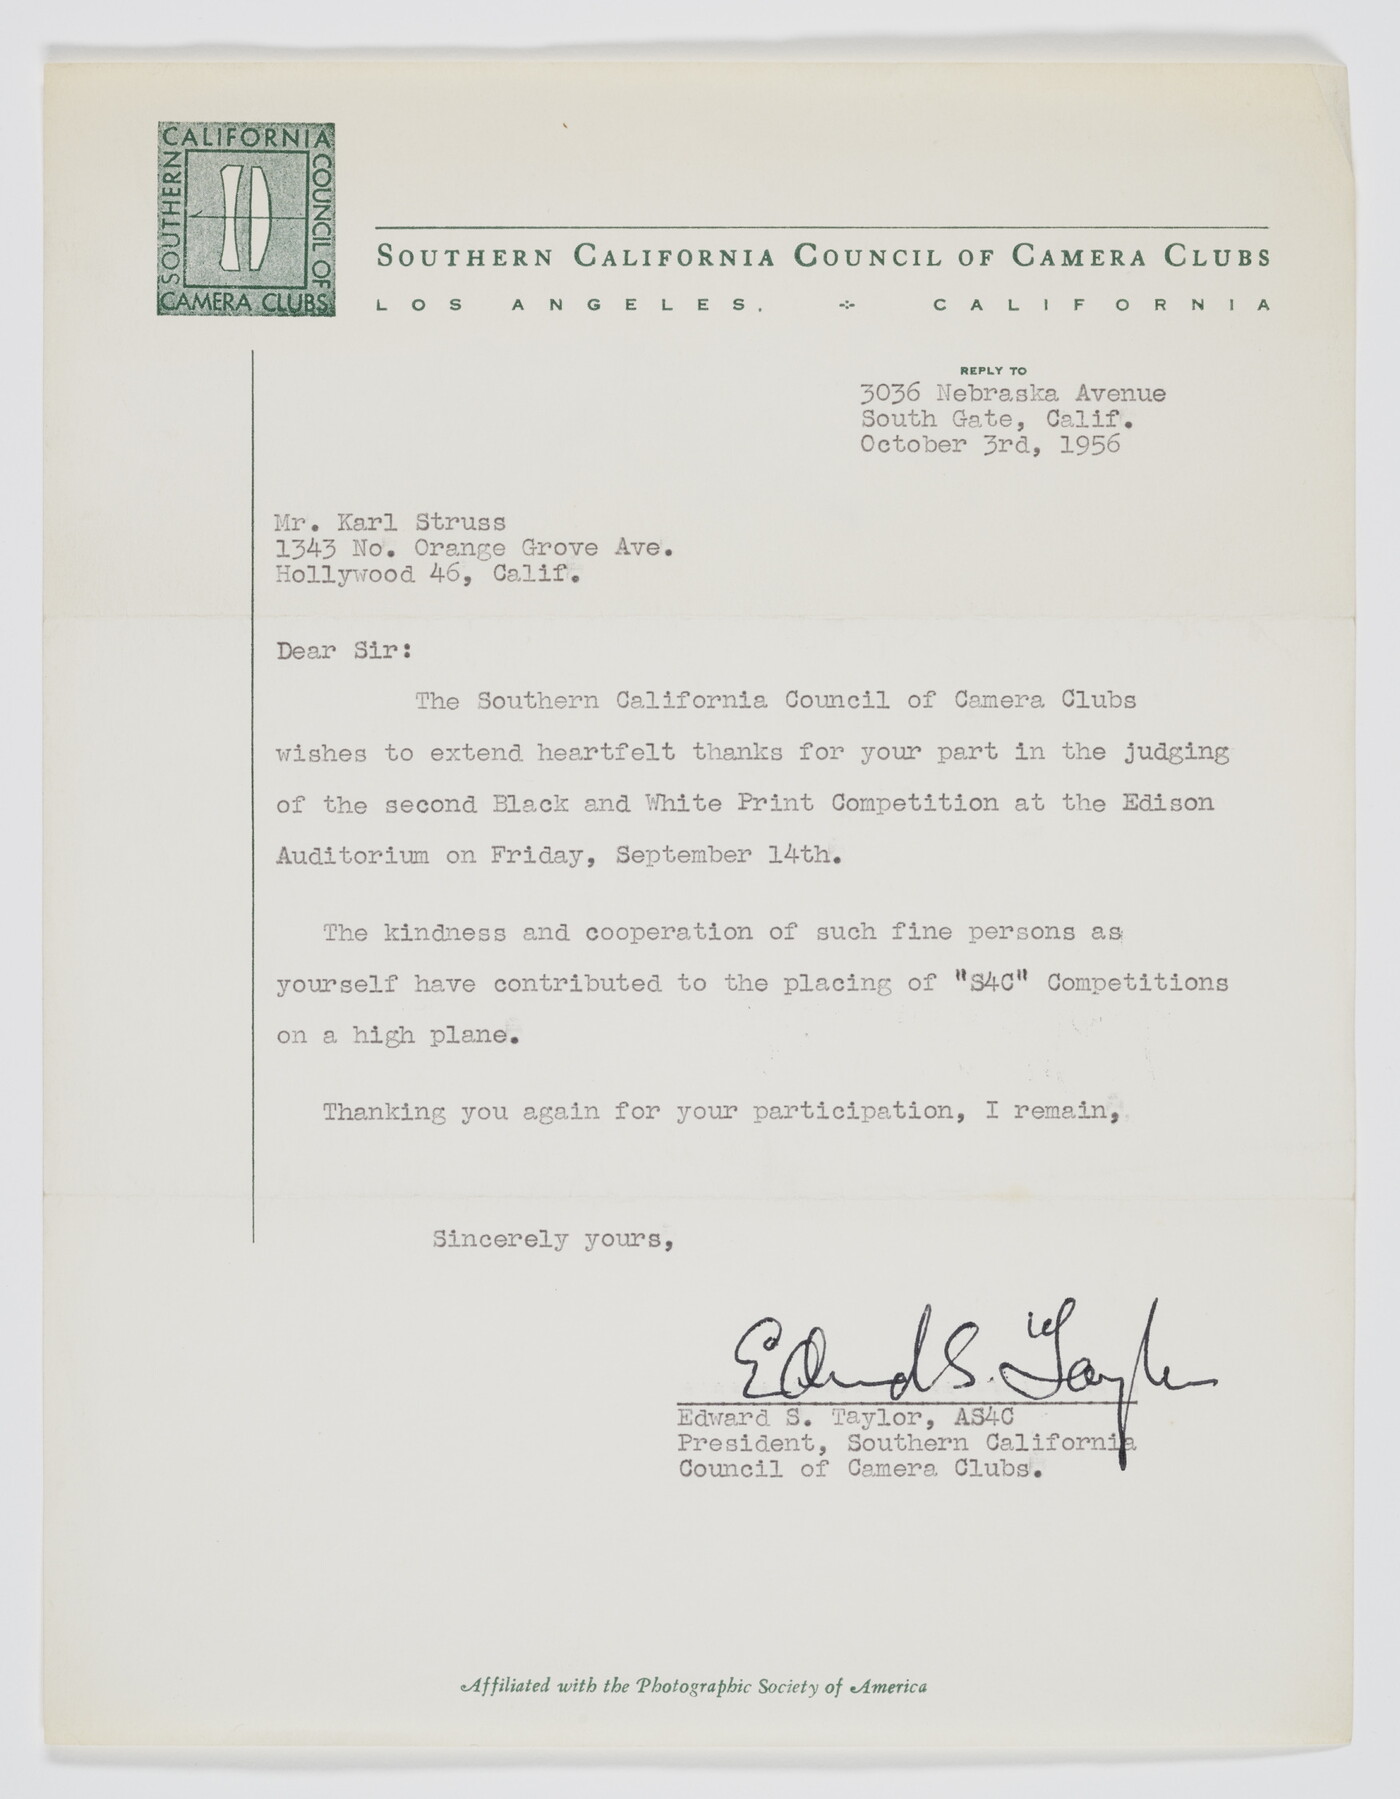 CALIFORNIA
SOUTHERN
COUNCIL OF
CAMERA CLUBS
SOUTHERN CALIFORNIA COUNCIL OF CAMERA CLUBS
LOS ANGELES, CALIFORNIA
REPLY TO
3036 Nebraska Avenue
South Gate, Calif.
October 3rd, 1956
Mr. Karl Struss
1343 No. Orange Grove Ave.
Hollywood 46, Calif.
Dear Sir:
The Southern California Council of Camera Clubs
wishes to extend heartfelt thanks for your part in the judging
of the second Black and White Print Competition at the Edison
Auditorium on Friday, September 14th.
The kindness and cooperation of such fine persons as
yourself have contributed to the placing of "S4C" Competitions
on a high plane.
Thanking you again for your participation, I remain,
Sincerely yours,
Edward S. Taylor
Edward S. Taylor, AS4C
President, Southern California
Council of Camera Clubs.
Affiliated with the Photographic Society of America